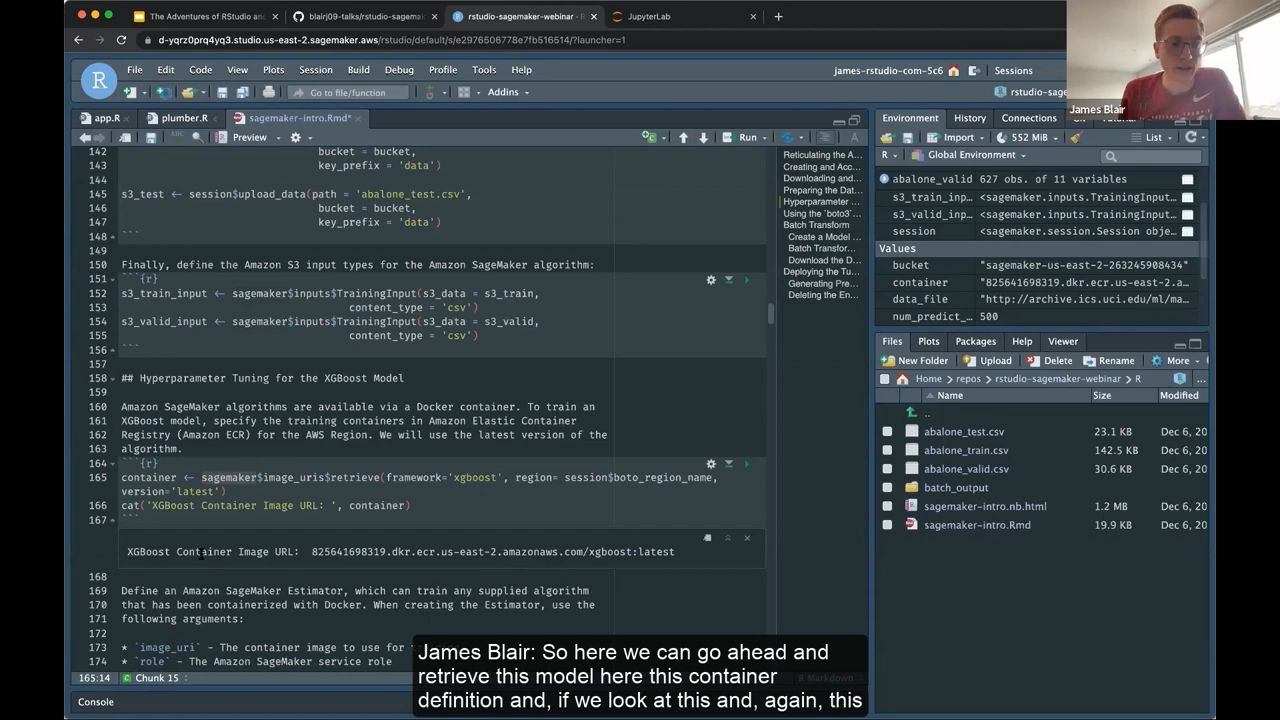 The Adventures of RStudio and
blairj09-talks/rstudio-sagemak
rstudio-sagemaker-webinar - R
JupyterLab
d-yqrz0prq4yq3.studio.us-east-2.sagemaker.aws/rstudio/default/s/e2976506778e7fb516514/?launcher=1
File Edit Code View Plots Session Build Debug Profile Tools Help
james-rstudio-com-5c6
Sessions
R
Go to file/function
Addins
rstudio-sag
James Blair
app.R
plumber.R
sagemaker-intro.Rmd*
Preview
Run
142 bucket = bucket,
143 key_prefix = 'data')
144
145 s3_test ← session$upload_data(path = 'abalone_test.csv',
146 bucket = bucket,
147 key_prefix = 'data')
148 ```
149
150 Finally, define the Amazon S3 input types for the Amazon SageMaker algorithm:
151 ```{r}
152 s3_train_input ← sagemaker$inputs$TrainingInput(s3_data = s3_train,
153 content_type = 'csv')
154 s3_valid_input ← sagemaker$inputs$TrainingInput(s3_data = s3_valid,
155 content_type = 'csv')
156 ```
157
158 ## Hyperparameter Tuning for the XGBoost Model
159
160 Amazon SageMaker algorithms are available via a Docker container. To train an
161 XGBoost model, specify the training containers in Amazon Elastic Container
162 Registry (Amazon ECR) for the AWS Region. We will use the latest version of the
163 algorithm.
164 ```{r}
165 container ← sagemaker$image_uris$retrieve(framework='xgboost', region= session$boto_region_name,
version='latest')
166 cat('XGBoost Container Image URL: ', container)
167 ```
XGBoost Container Image URL: 825641698319.dkr.ecr.us-east-2.amazonaws.com/xgboost:latest
168
169 Define an Amazon SageMaker Estimator, which can train any supplied algorithm
170 that has been containerized with Docker. When creating the Estimator, use the
171 following arguments:
172
173 * `image_uri` - The container image to use for
174 * `role` - The Amazon SageMaker service role
165:14
Chunk 15
R Markdown
Console
Reticulating the A...
Creating and Acc...
Downloading and...
Preparing the Dat...
Hyperparameter ...
Using the `boto3`...
Batch Transform
Create a Model ...
Batch Transfor...
Download the D...
Deploying the Tu...
Generating Pre...
Deleting the En...
Environment History Connections
Import
552 MiB
List
R
Global Environment
abalone_valid 627 obs. of 11 variables
s3_train_inp… <sagemaker.inputs.TrainingInput…
s3_valid_inp… <sagemaker.inputs.TrainingInput…
session <sagemaker.session.Session obje…
Values
bucket "sagemaker-us-east-2-263245908434"
container "825641698319.dkr.ecr.us-east-2.a…
data_file "http://archive.ics.uci.edu/ml/ma…
num_predict_… 500
Files Plots Packages Help Viewer
New Folder
Upload
Delete
Rename
More
Home repos rstudio-sagemaker-webinar R
...
Name Size Modified
..
abalone_test.csv 23.1 KB Dec 6, 20
abalone_train.csv 142.5 KB Dec 6, 20
abalone_valid.csv 30.6 KB Dec 6, 20
batch_output
sagemaker-intro.nb.html 1.2 MB Dec 6, 20
sagemaker-intro.Rmd 19.9 KB Dec 6, 20
James Blair: So here we can go ahead and
retrieve this model here this container
definition and, if we look at this and, again, this